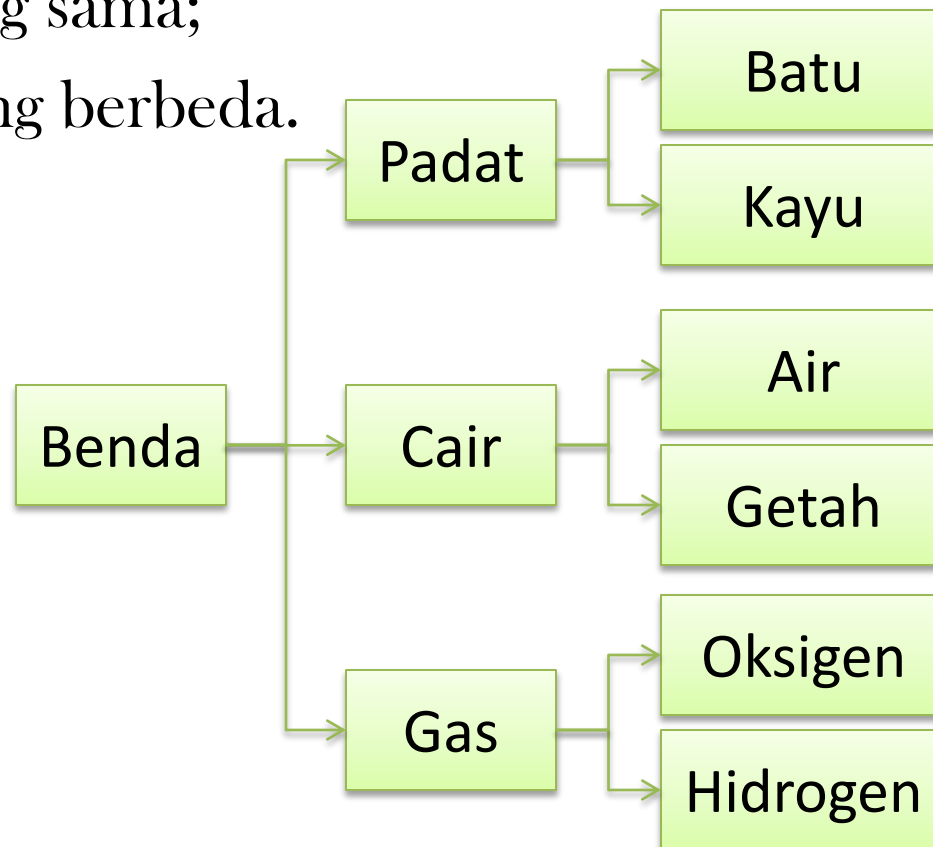 g sama;
ng berbeda.
Benda
Padat
Batu
Kayu
Cair
Air
Getah
Gas
Oksigen
Hidrogen